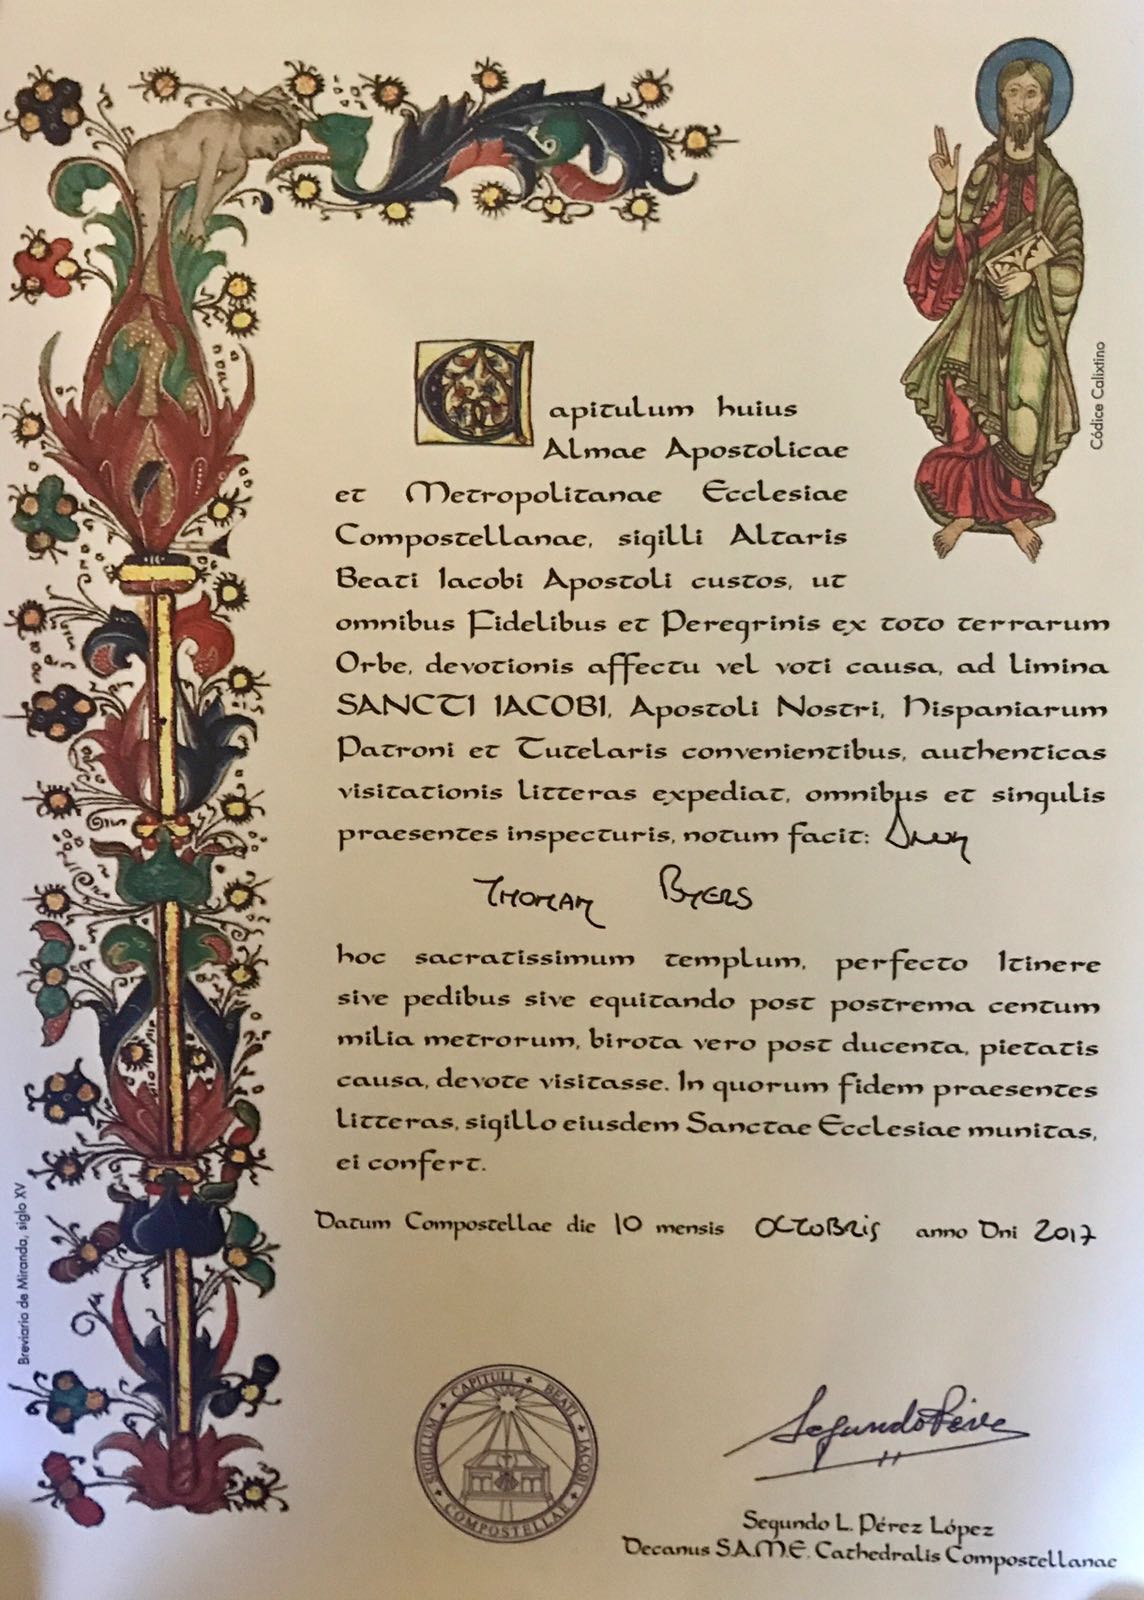 Capitulum huius
Almae Apostolicae
et Metropolitanae Ecclesiae
Compostellanae, sigilli Altaris
Beati Iacobi Apostoli custos, ut
omnibus Fidelibus et Peregrinis ex toto terrarum
Orbe, devotionis affectu vel voti causa, ad limina
SANCTI IACOBI, Apostoli Nostri, Hispaniarum
Patroni et Tutelaris convenientibus, authenticas
visitationis litteras expediat, omnibus et singulis
praesentes inspecturis, notum facit:
Thomam Byers
hoc sacratissimum templum, perfecto Itinere
sive pedibus sive equitando post postrema centum
milia metrorum, birota vero post ducenta, pietatis
causa, devote visitasse. In quorum fidem praesentes
litteras, sigillo eiusdem Sanctae Ecclesiae munitas,
ei confert.
Datum Compostellae die 10 mensis OCTOBRIS anno Dni 2017
SIGILLUM CAPITULI BEATI JACOBI COMPOSTELLAE
Segundo L. Pérez López
Decanus S.A.M.E. Cathedralis Compostellanae
Códice Calixtino
Breviario de Miranda, siglo XV